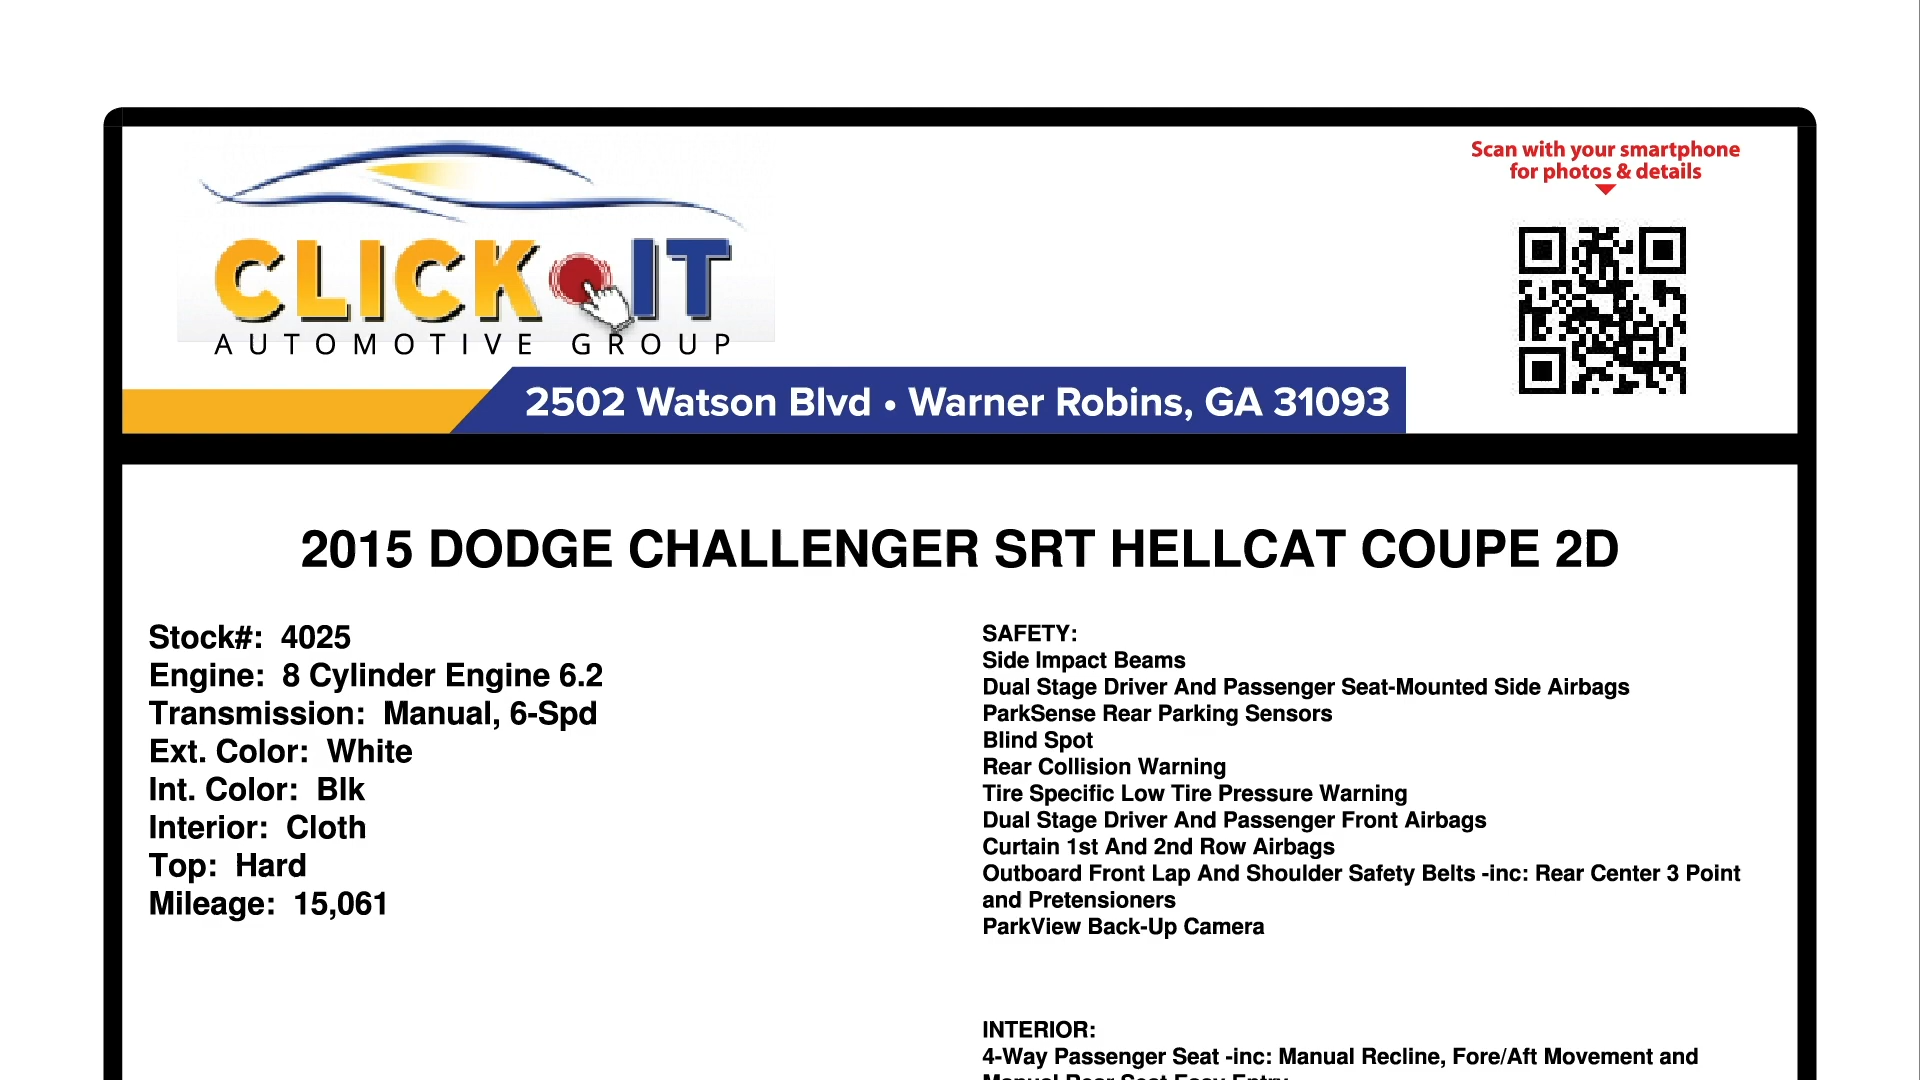 Scan with your smartphone
for photos & details
CLICK IT
AUTOMOTIVE GROUP
2502 Watson Blvd • Warner Robins, GA 31093
2015 DODGE CHALLENGER SRT HELLCAT COUPE 2D
Stock#: 4025
Engine: 8 Cylinder Engine 6.2
Transmission: Manual, 6-Spd
Ext. Color: White
Int. Color: Blk
Interior: Cloth
Top: Hard
Mileage: 15,061
SAFETY:
Side Impact Beams
Dual Stage Driver And Passenger Seat-Mounted Side Airbags
ParkSense Rear Parking Sensors
Blind Spot
Rear Collision Warning
Tire Specific Low Tire Pressure Warning
Dual Stage Driver And Passenger Front Airbags
Curtain 1st And 2nd Row Airbags
Outboard Front Lap And Shoulder Safety Belts -inc: Rear Center 3 Point
and Pretensioners
ParkView Back-Up Camera
INTERIOR:
4-Way Passenger Seat -inc: Manual Recline, Fore/Aft Movement and
Manual Rear Seat Easy Entry